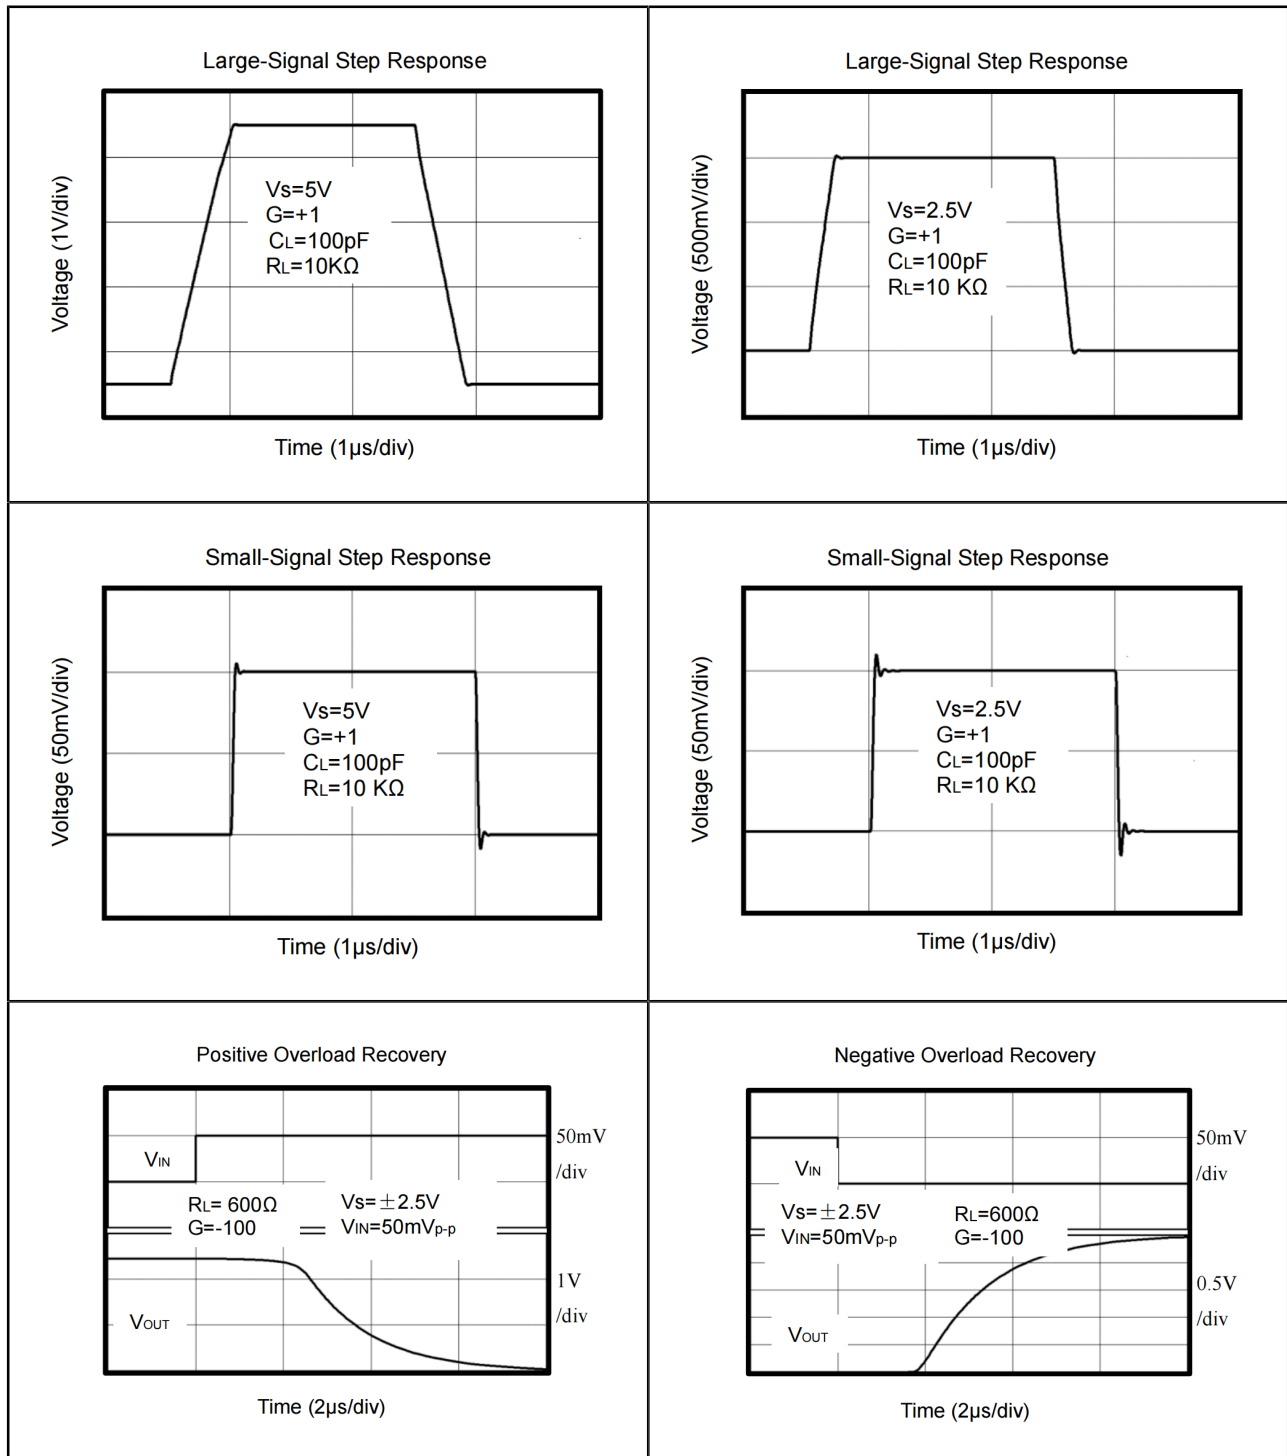 Large-Signal Step Response
Voltage (1V/div)
Vs=5V
G=+1
CL=100pF
RL=10KΩ
Time (1μs/div)
Large-Signal Step Response
Voltage (500mV/div)
Vs=2.5V
G=+1
CL=100pF
RL=10 KΩ
Time (1μs/div)
Small-Signal Step Response
Voltage (50mV/div)
Vs=5V
G=+1
CL=100pF
RL=10 KΩ
Time (1μs/div)
Small-Signal Step Response
Voltage (50mV/div)
Vs=2.5V
G=+1
CL=100pF
RL=10 KΩ
Time (1μs/div)
Positive Overload Recovery
50mV
/div
VIN
RL= 600Ω
G=-100
Vs=±2.5V
VIN=50mVp-p
1V
/div
VOUT
Time (2μs/div)
Negative Overload Recovery
50mV
/div
VIN
Vs=±2.5V
VIN=50mVp-p
RL=600Ω
G=-100
0.5V
/div
VOUT
Time (2μs/div)